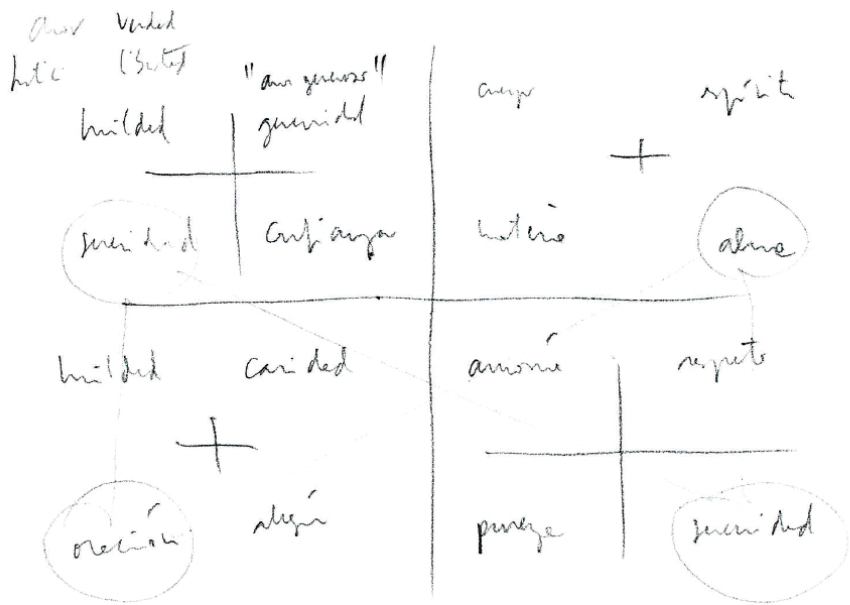 Amor Verdad
libertad
"amor generoso"
humildad generosidad
serenidad confianza
cuerpo espíritu
materia alma
humildad caridad
oración alegría
armonía respeto
pureza serenidad